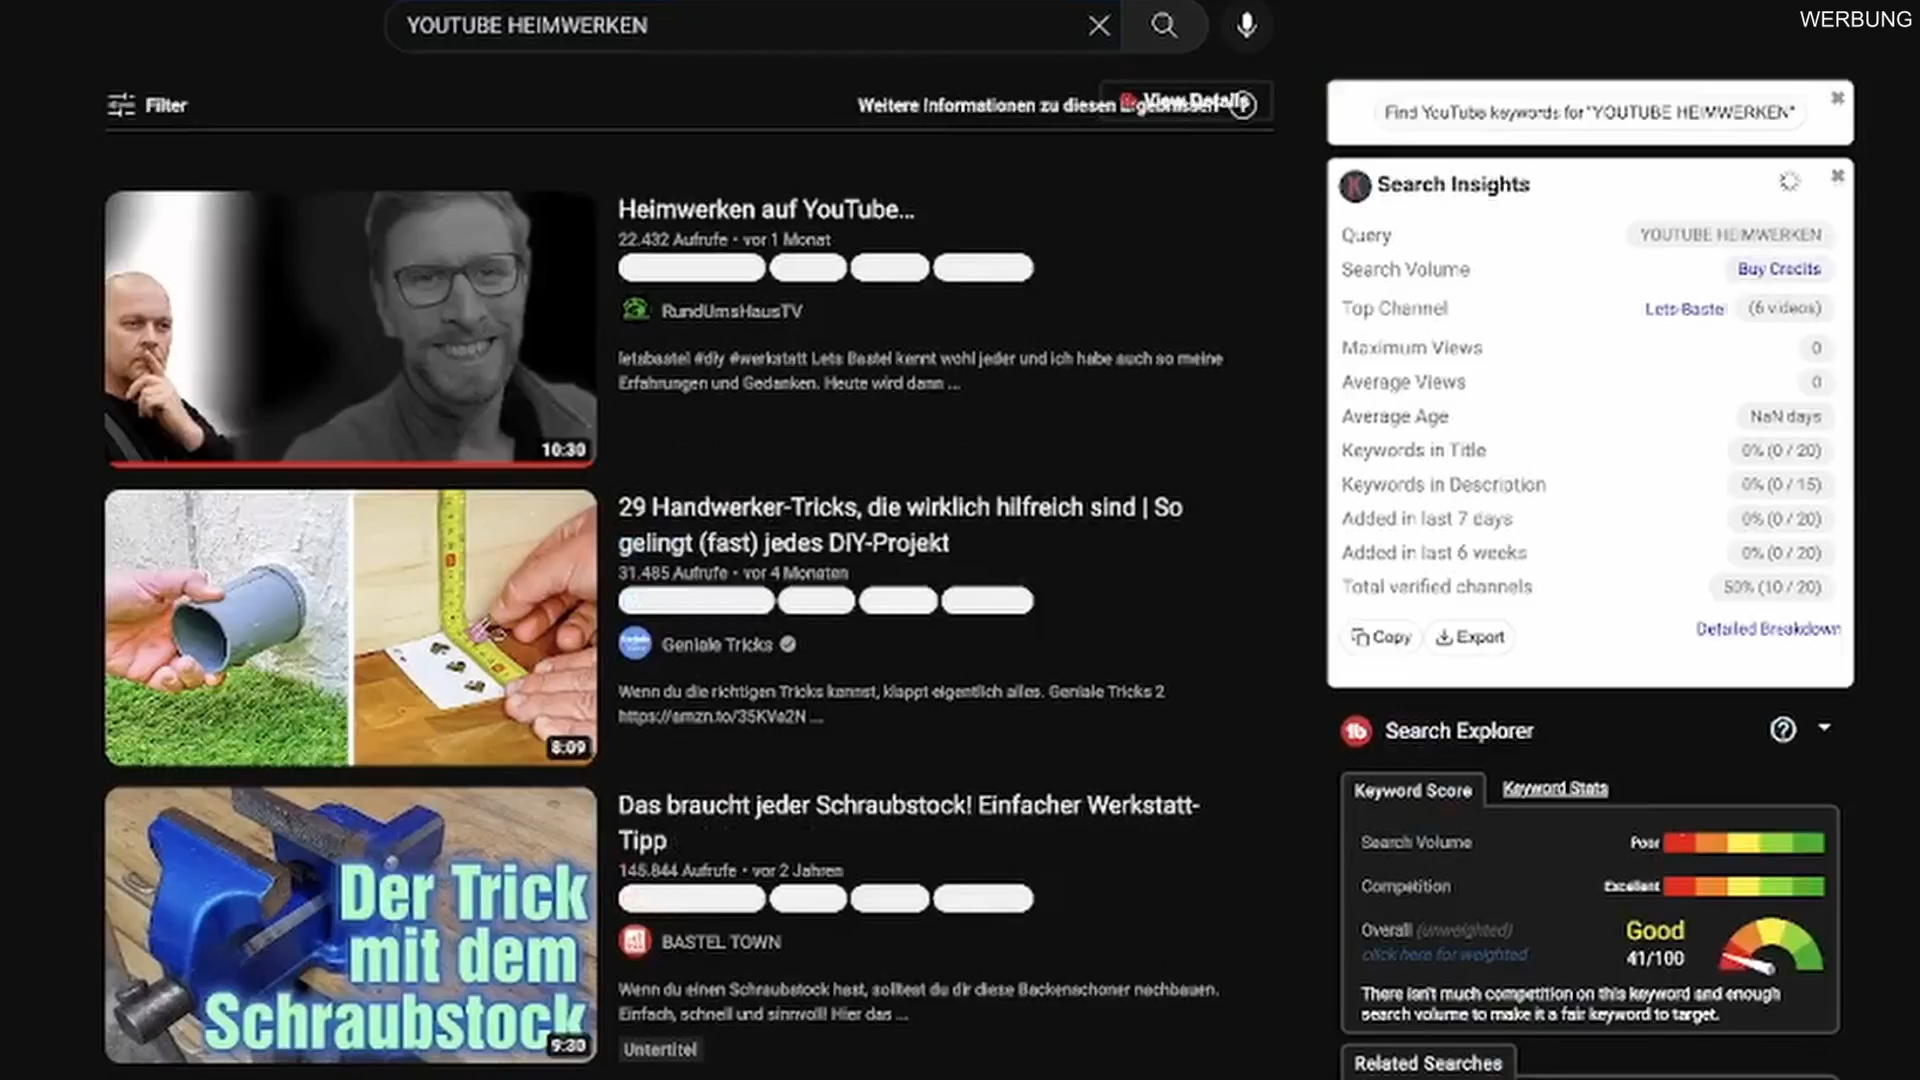 WERBUNG
YOUTUBE HEIMWERKEN
Filter
Weitere Informationen zu diesen Ergebnissen
View Details
Heimwerken auf YouTube...
22.432 Aufrufe • vor 1 Monat
RundUmsHausTV
letsbastel #diy #werkstatt Lets Bastel kennt wohl jeder und ich habe auch so meine
Erfahrungen und Gedanken. Heute wird dann ...
10:30
29 Handwerker-Tricks, die wirklich hilfreich sind | So
gelingt (fast) jedes DIY-Projekt
31.485 Aufrufe • vor 4 Monaten
Geniale Tricks
Wenn du die richtigen Tricks kennst, klappt eigentlich alles. Geniale Tricks 2
https://amzn.to/35KVa2N ...
8:09
Das braucht jeder Schraubstock! Einfacher Werkstatt-
Tipp
145.844 Aufrufe • vor 2 Jahren
BASTEL TOWN
Wenn du einen Schraubstock hast, solltest du dir diese Backenschoner nachbauen.
Einfach, schnell und sinnvoll! Hier das ...
Untertitel
Der Trick
mit dem
Schraubstock
9:30
Find YouTube keywords for "YOUTUBE HEIMWERKEN"
K Search Insights
Query YOUTUBE HEIMWERKEN
Search Volume Buy Credits
Top Channel Lets-Bastel (6 videos)
Maximum Views 0
Average Views 0
Average Age NaN days
Keywords in Title 0% (0 / 20)
Keywords in Description 0% (0 / 15)
Added in last 7 days 0% (0 / 20)
Added in last 6 weeks 0% (0 / 20)
Total verified channels 50% (10 / 20)
Copy Export
Detailed Breakdown
tb Search Explorer
Keyword Score Keyword Stats
Search Volume Poor
Competition Excellent
Overall (unweighted) Good
click here for weighted 41/100
There isn't much competition on this keyword and enough
search volume to make it a fair keyword to target.
Related Searches